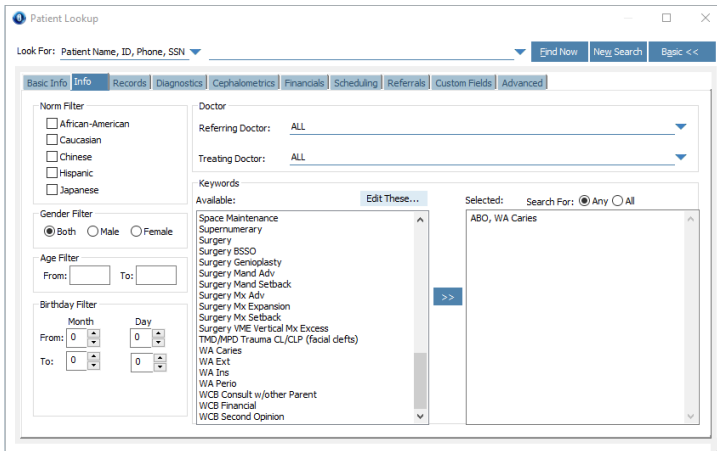 Patient Lookup
Look For: Patient Name, ID, Phone, SSN
Find Now
New Search
Basic <<
Basic Info Info Records Diagnostics Cephalometrics Financials Scheduling Referrals Custom Fields Advanced
Norm Filter
African-American
Caucasian
Chinese
Hispanic
Japanese
Gender Filter
Both Male Female
Age Filter
From: To:
Birthday Filter
Month Day
From: 0 0
To: 0 0
Doctor
Referring Doctor: ALL
Treating Doctor: ALL
Keywords
Available: Edit These...
Space Maintenance
Supernumerary
Surgery
Surgery BSSO
Surgery Genioplasty
Surgery Mand Adv
Surgery Mand Setback
Surgery Mx Adv
Surgery Mx Expansion
Surgery Mx Setback
Surgery VME Vertical Mx Excess
TMD/MPD Trauma CL/CLP (facial clefts)
WA Caries
WA Ext
WA Ins
WA Perio
WCB Consult w/other Parent
WCB Financial
WCB Second Opinion
>>
Selected: Search For: Any All
ABO, WA Caries